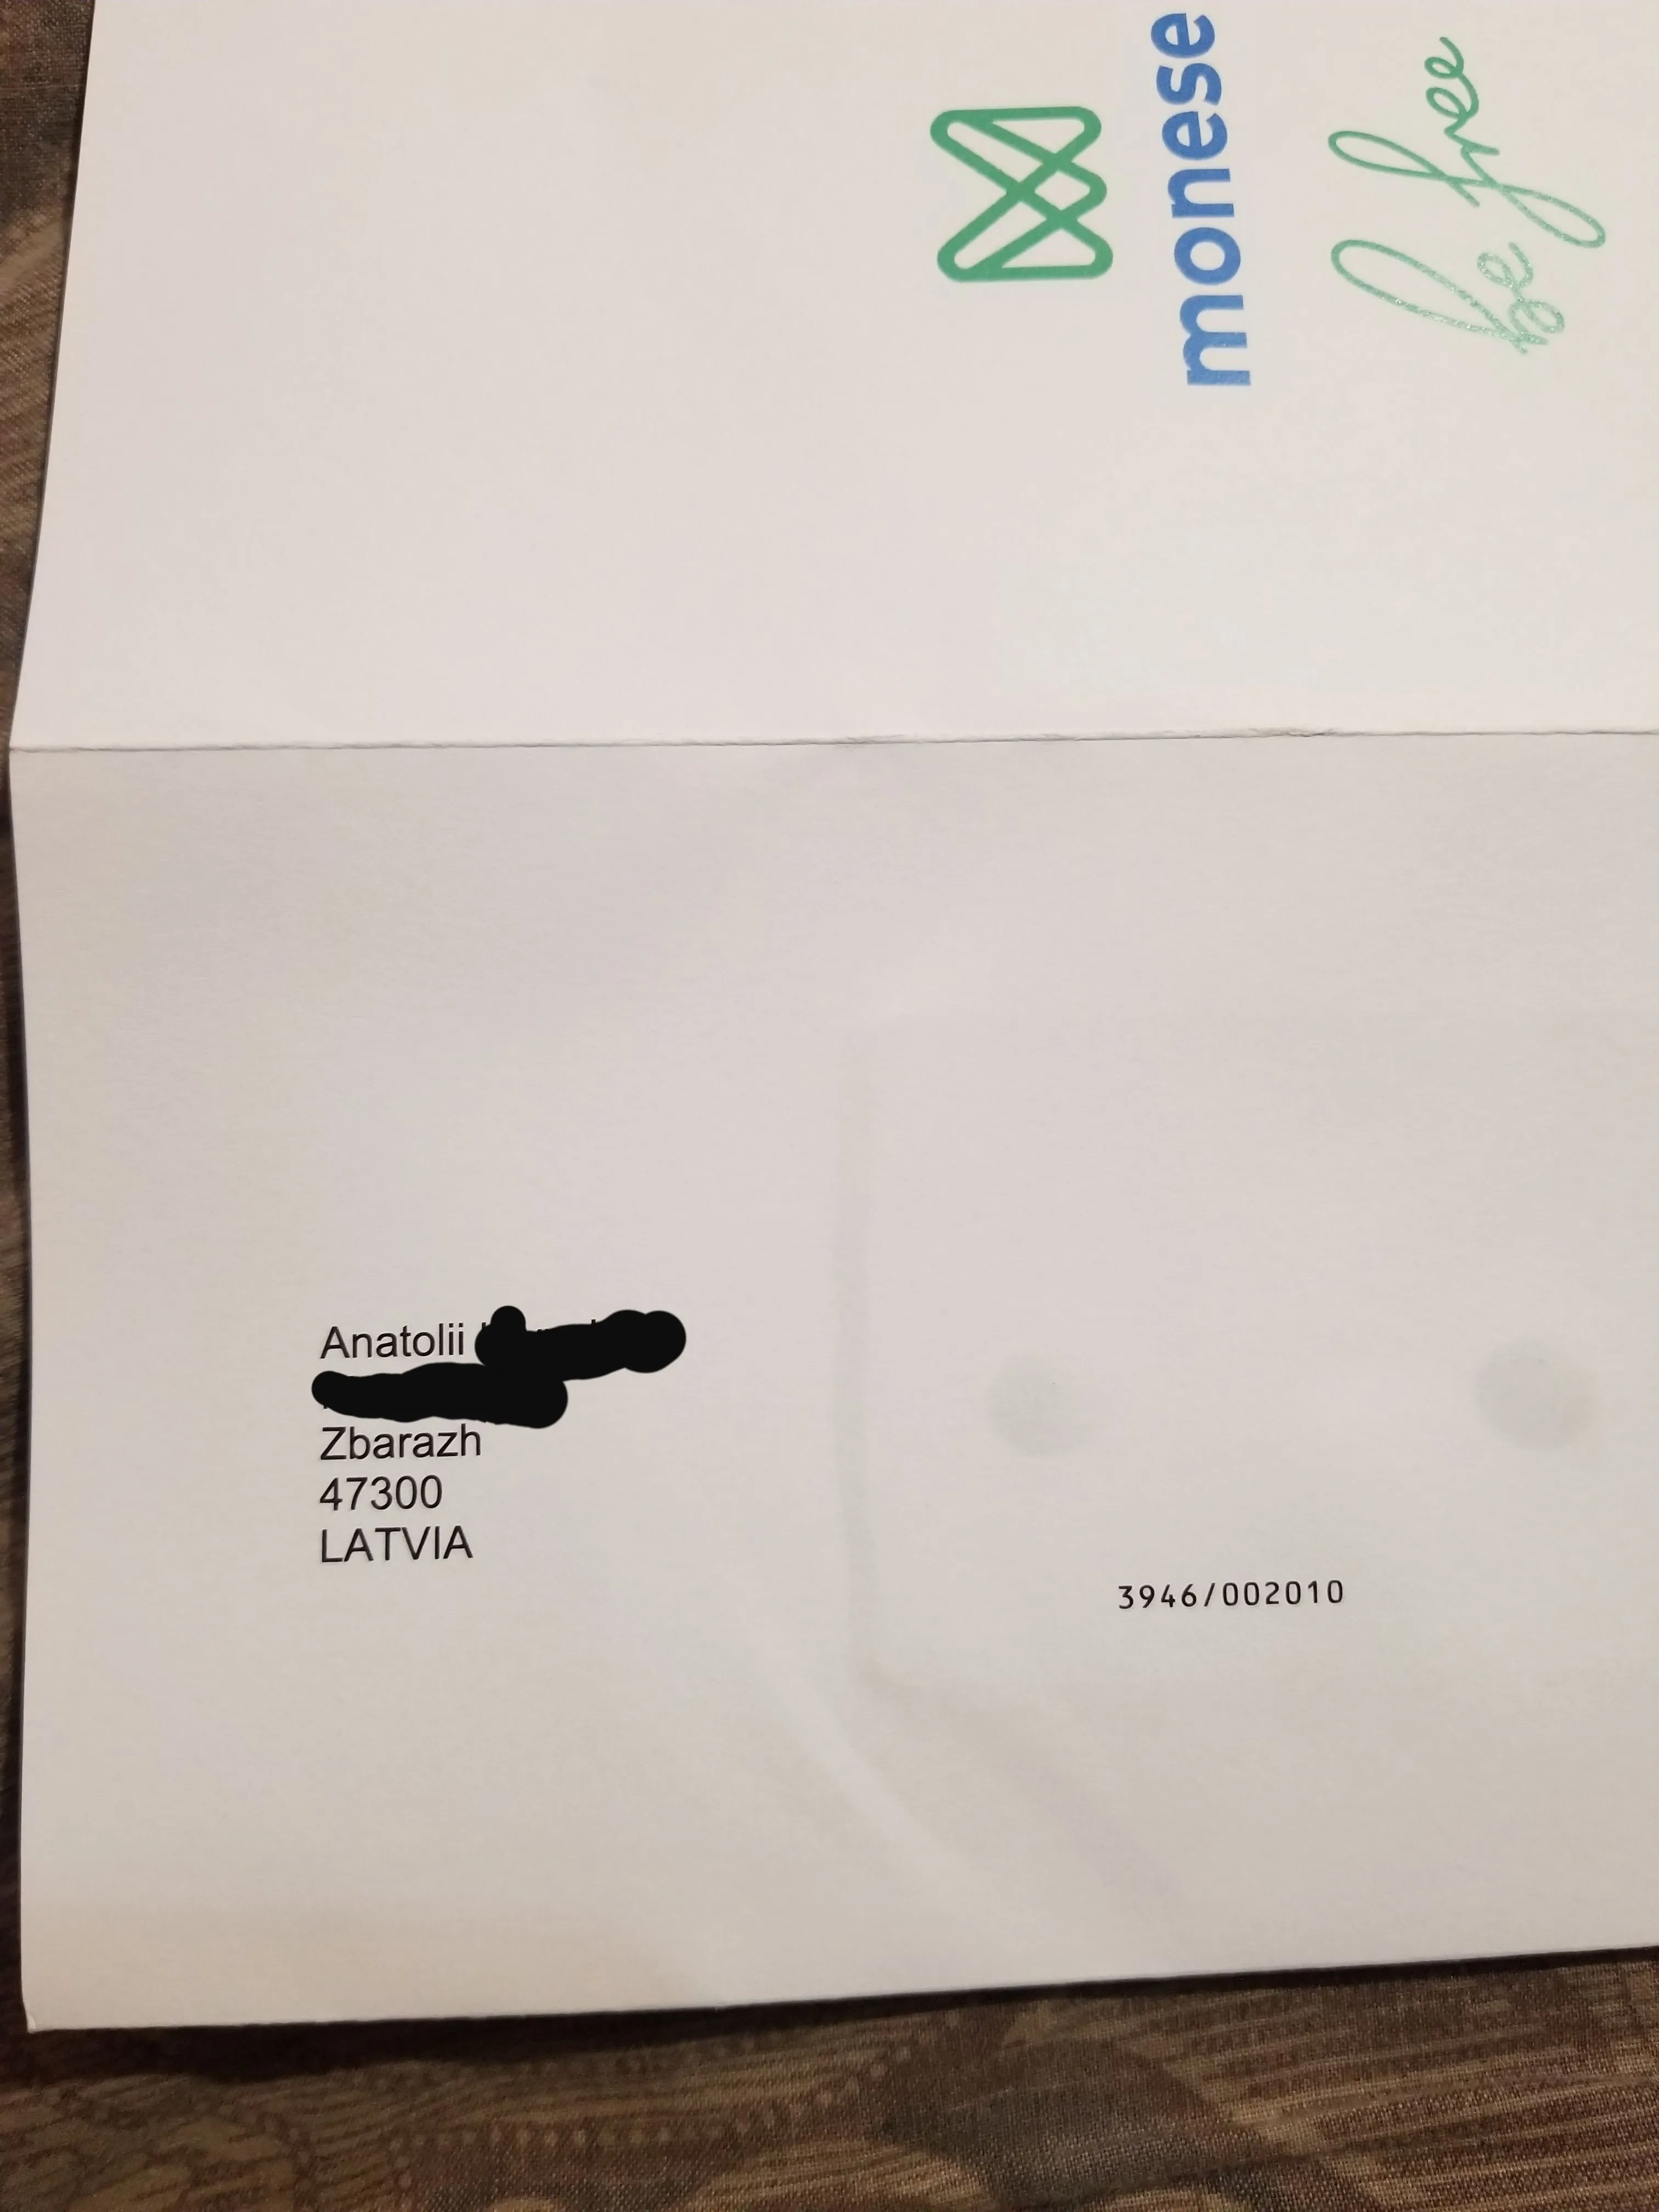 monese
be free
Anatolii
Zbarazh
47300
LATVIA
3946/002010